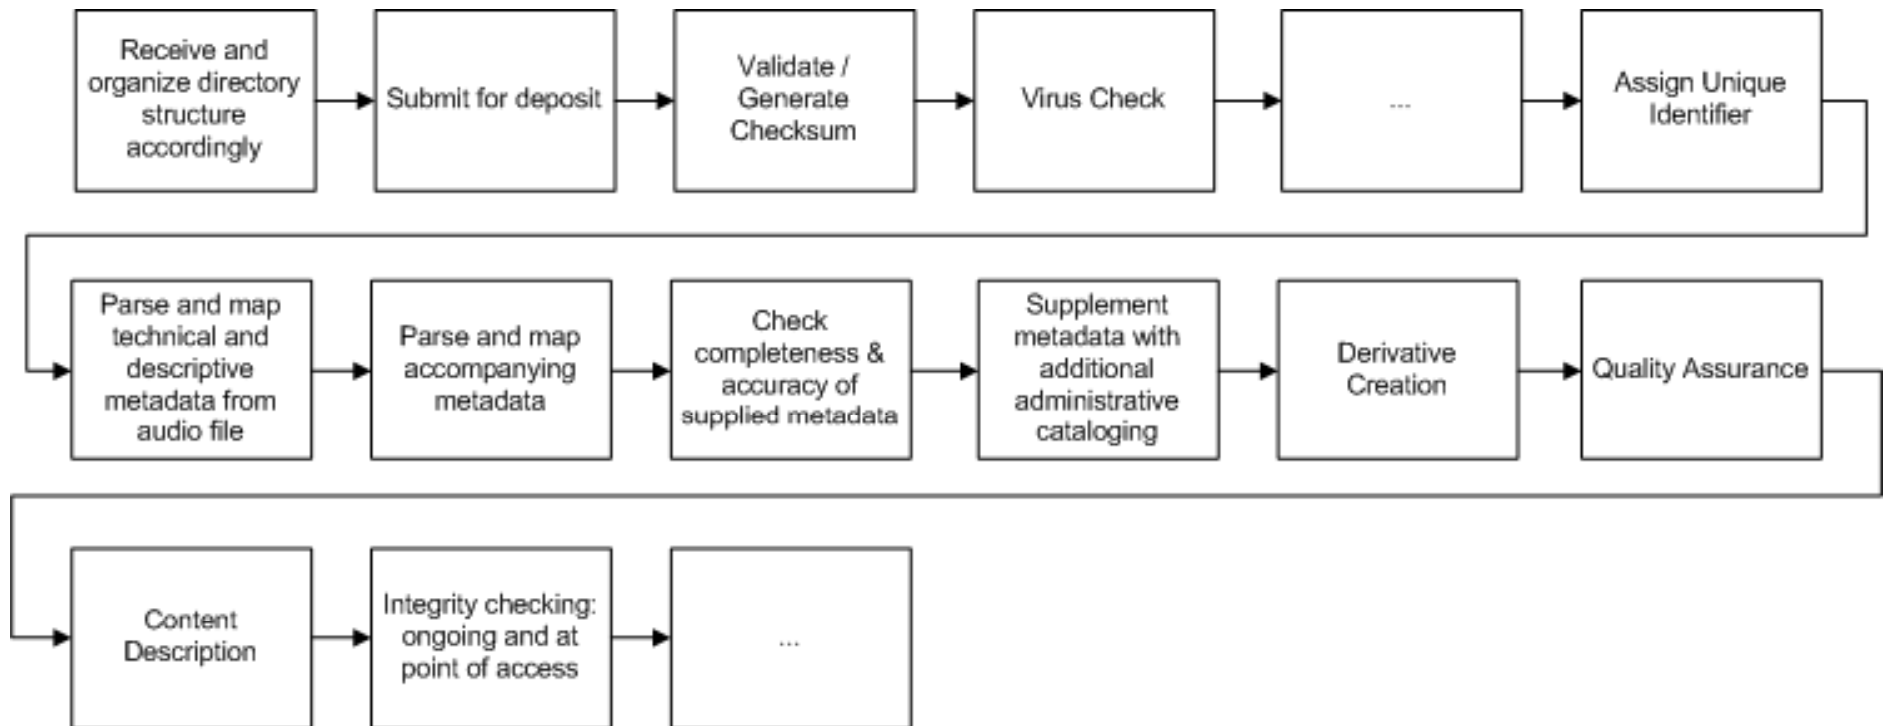 Receive and
organize directory
structure
accordingly
Submit for deposit
Validate /
Generate
Checksum
Virus Check
...
Assign Unique
Identifier
Parse and map
technical and
descriptive
metadata from
audio file
Parse and map
accompanying
metadata
Check
completeness &
accuracy of
supplied metadata
Supplement
metadata with
additional
administrative
cataloging
Derivative
Creation
Quality Assurance
Content
Description
Integrity checking:
ongoing and at
point of access
...